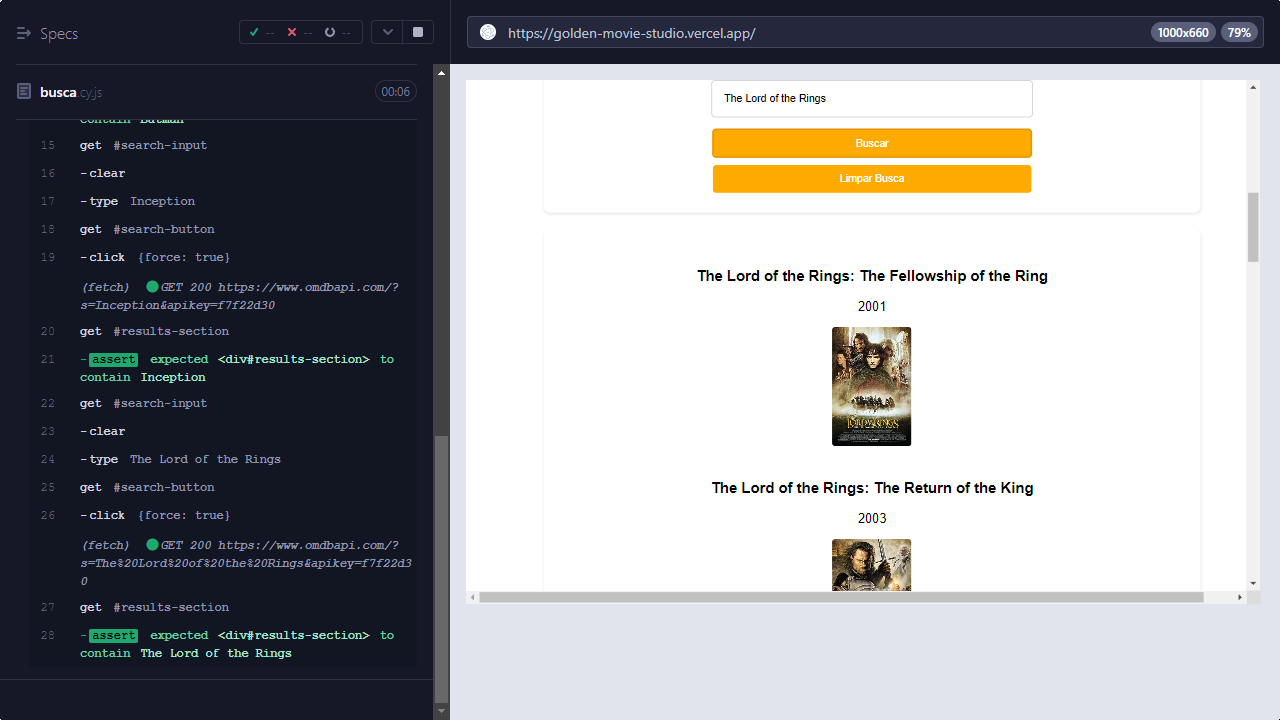 Specs
--
--
--
https://golden-movie-studio.vercel.app/
1000x660
79%
busca.cy.js
00:06
contain Batman
15 get #search-input
16 -clear
17 -type Inception
18 get #search-button
19 -click {force: true}
(fetch) GET 200 https://www.omdbapi.com/?
s=Inception&apikey=f7f22d30
20 get #results-section
21 -assert expected <div#results-section> to
contain Inception
22 get #search-input
23 -clear
24 -type The Lord of the Rings
25 get #search-button
26 -click {force: true}
(fetch) GET 200 https://www.omdbapi.com/?
s=The%20Lord%20of%20the%20Rings&apikey=f7f22d3
0
27 get #results-section
28 -assert expected <div#results-section> to
contain The Lord of the Rings
The Lord of the Rings
Buscar
Limpar Busca
The Lord of the Rings: The Fellowship of the Ring
2001
The Lord of the Rings: The Return of the King
2003